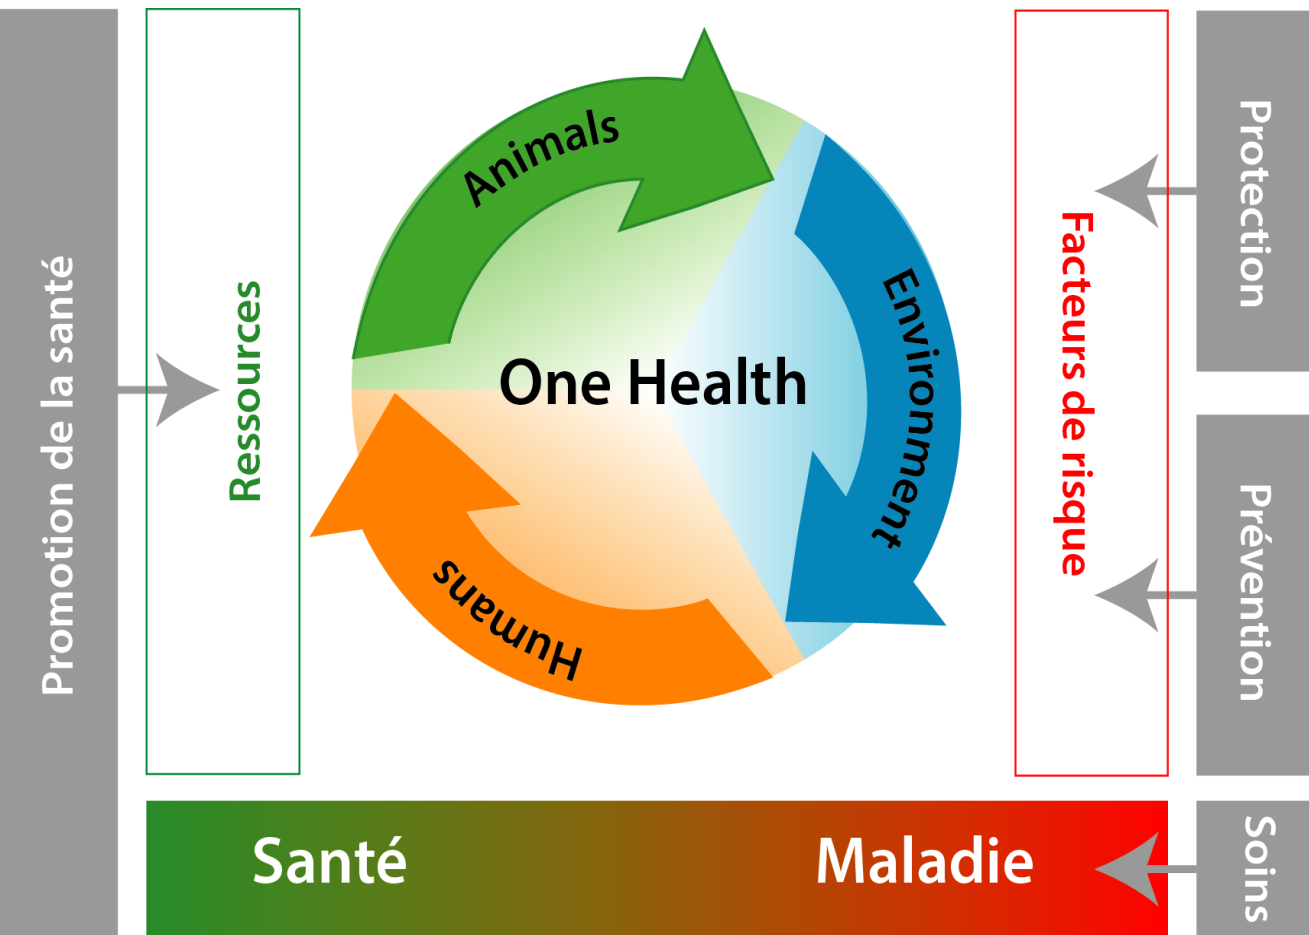 Promotion de la santé
Ressources
Animals
Environment
Humans
One Health
Facteurs de risque
Protection
Prévention
Soins
Santé
Maladie